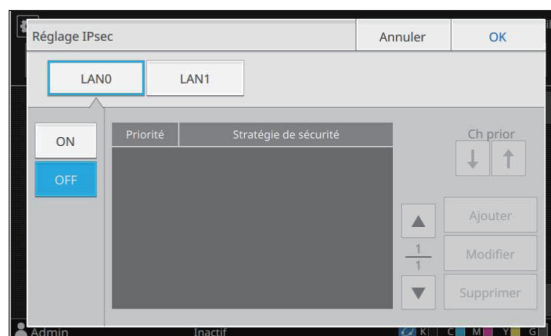 Réglage IPsec Annuler OK
LAN0 LAN1
ON
OFF
Priorité Stratégie de sécurité
Ch prior
↓ ↑
▲
1
1
▼
Ajouter
Modifier
Supprimer
Admin Inactif K C M Y G